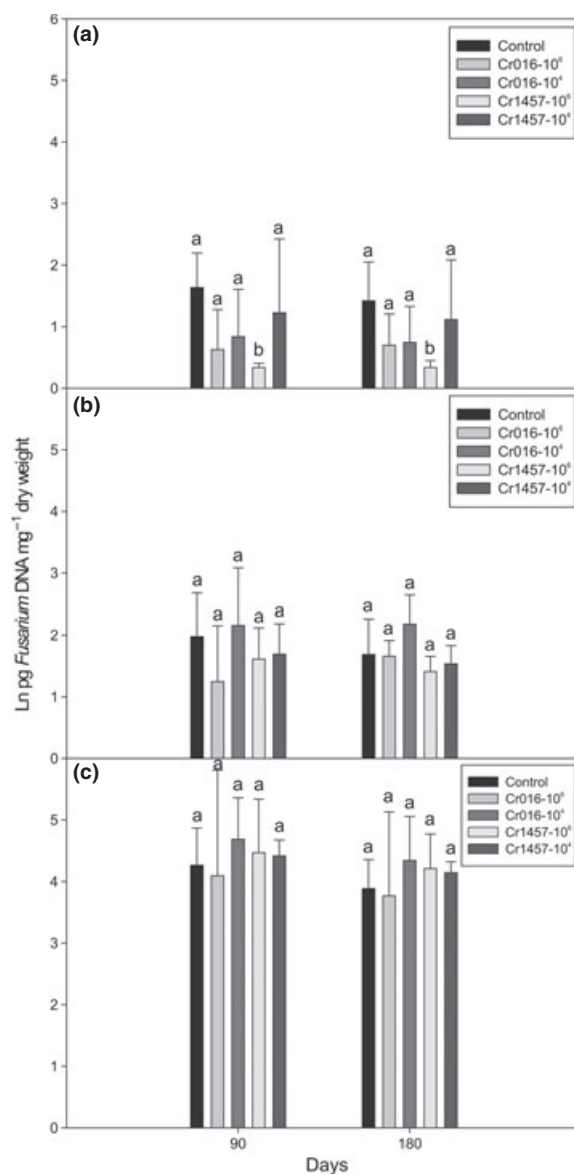 (a)
6
5
4
3
2
1
0
Control
Cr016-10⁶
Cr016-10⁴
Cr1457-10⁶
Cr1457-10⁴
a
a
a
b
a
a
a
a
b
a
(b)
5
4
3
2
1
0
Control
Cr016-10⁶
Cr016-10⁴
Cr1457-10⁶
Cr1457-10⁴
a
a
a
a
a
a
a
a
a
a
Ln pg Fusarium DNA mg⁻¹ dry weight
(c)
5
4
3
2
1
0
Control
Cr016-10⁶
Cr016-10⁴
Cr1457-10⁶
Cr1457-10⁴
a
a
a
a
a
a
a
a
a
a
90
180
Days